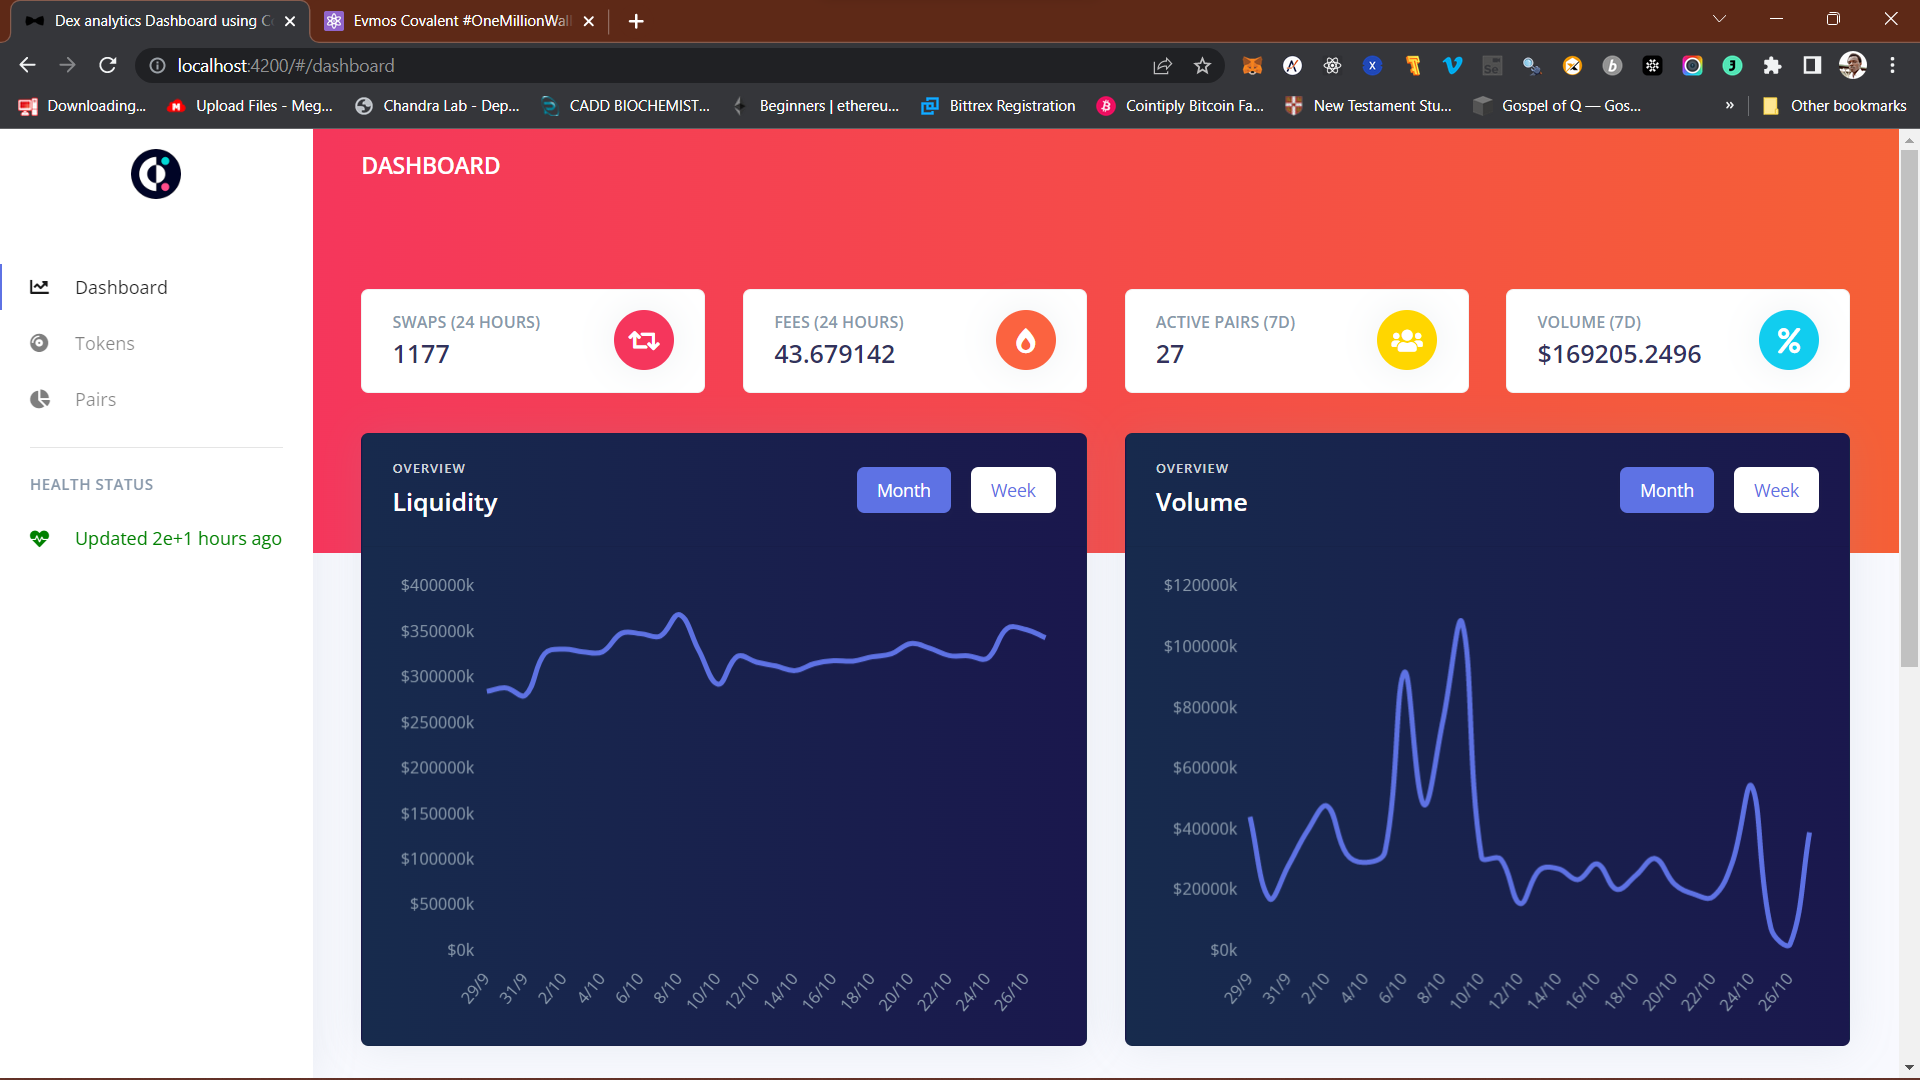 Dex analytics Dashboard using C
Evmos Covalent #OneMillionWal
localhost:4200/#/dashboard
Downloading...
Upload Files - Meg...
Chandra Lab - Dep...
CADD BIOCHEMIST...
Beginners | ethereu...
Bittrex Registration
Cointiply Bitcoin Fa...
New Testament Stu...
Gospel of Q — Gos...
»
Other bookmarks
Dashboard
Tokens
Pairs
HEALTH STATUS
Updated 2e+1 hours ago
DASHBOARD
SWAPS (24 HOURS)
1177
FEES (24 HOURS)
43.679142
ACTIVE PAIRS (7D)
27
VOLUME (7D)
$169205.2496
%
OVERVIEW
Liquidity
Month
Week
$400000k
$350000k
$300000k
$250000k
$200000k
$150000k
$100000k
$50000k
$0k
29/9
31/9
2/10
4/10
6/10
8/10
10/10
12/10
14/10
16/10
18/10
20/10
22/10
24/10
26/10
OVERVIEW
Volume
Month
Week
$120000k
$100000k
$80000k
$60000k
$40000k
$20000k
$0k
29/9
31/9
2/10
4/10
6/10
8/10
10/10
12/10
14/10
16/10
18/10
20/10
22/10
24/10
26/10